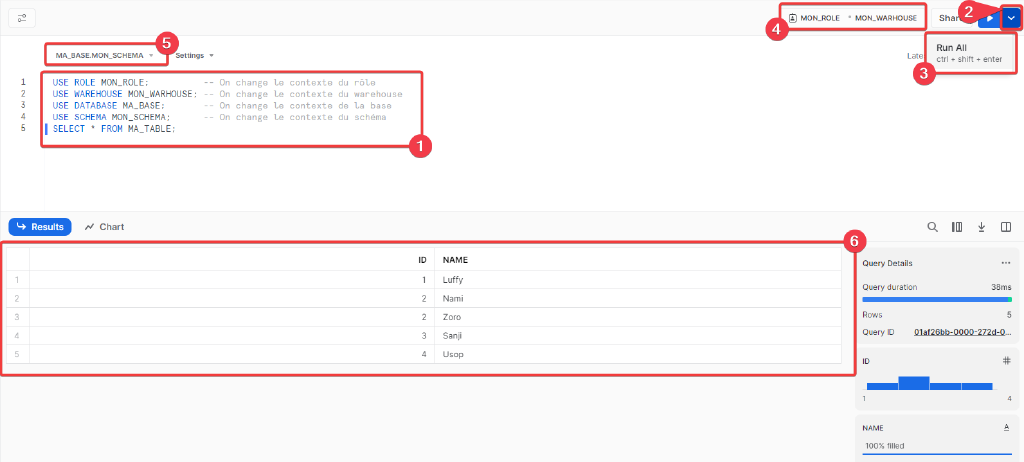 MON_ROLE * MON_WARHOUSE
Shar
2
4
Run All
ctrl + shift + enter
3
5
MA_BASE.MON_SCHEMA
Settings
Late
1 USE ROLE MON_ROLE; -- On change le contexte du rôle
2 USE WAREHOUSE MON_WARHOUSE; -- On change le contexte du warehouse
3 USE DATABASE MA_BASE; -- On change le contexte de la base
4 USE SCHEMA MON_SCHEMA; -- On change le contexte du schéma
5 SELECT * FROM MA_TABLE;
1
Results
Chart
6
ID NAME
1 1 Luffy
2 2 Nami
3 2 Zoro
4 3 Sanji
5 4 Usop
Query Details ...
Query duration 38ms
Rows 5
Query ID 01af26bb-0000-272d-0...
ID #
1 4
NAME A
100% filled